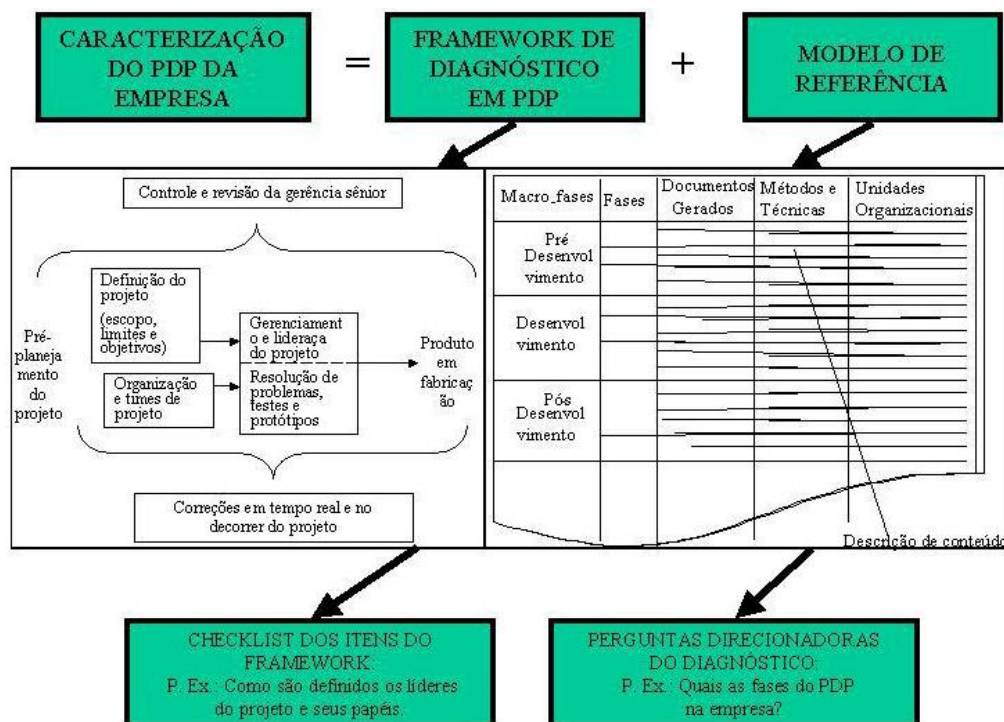 CARACTERIZAÇÃO
DO PDP DA
EMPRESA
=
FRAMEWORK DE
DIAGNÓSTICO
EM PDP
+
MODELO DE
REFERÊNCIA
Controle e revisão da gerência sênior
Pré-
planeja
mento
do
projeto
Definição do
projeto
(escopo,
limites e
objetivos)
Organização
e times de
projeto
Gerenciament
o e lideraça
do projeto
Resolução de
problemas,
testes e
protótipos
Produto
em
fabricaç
ão
Correções em tempo real e no
decorrer do projeto
Macro_fases
Fases
Documentos
Gerados
Métodos e
Técnicas
Unidades
Organizacionais
Pré
Desenvol
vimento
Desenvol
vimento
Pós
Desenvol
vimento
Descrição de conteúdo
CHECKLIST DOS ITENS DO
FRAMEWORK:
P. Ex.: Como são definidos os líderes
do projeto e seus papéis.
PERGUNTAS DIRECIONADORAS
DO DIAGNÓSTICO:
P. Ex.: Quais as fases do PDP
na empresa?